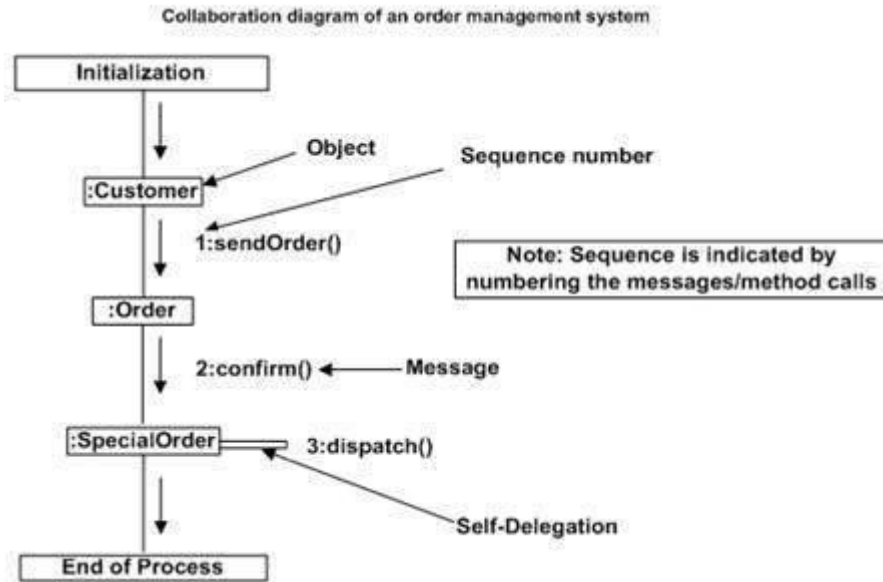 Collaboration diagram of an order management system
Initialization
Object
Sequence number
:Customer
1:sendOrder()
Note: Sequence is indicated by
numbering the messages/method calls
:Order
2:confirm()
Message
:SpecialOrder
3:dispatch()
Self-Delegation
End of Process